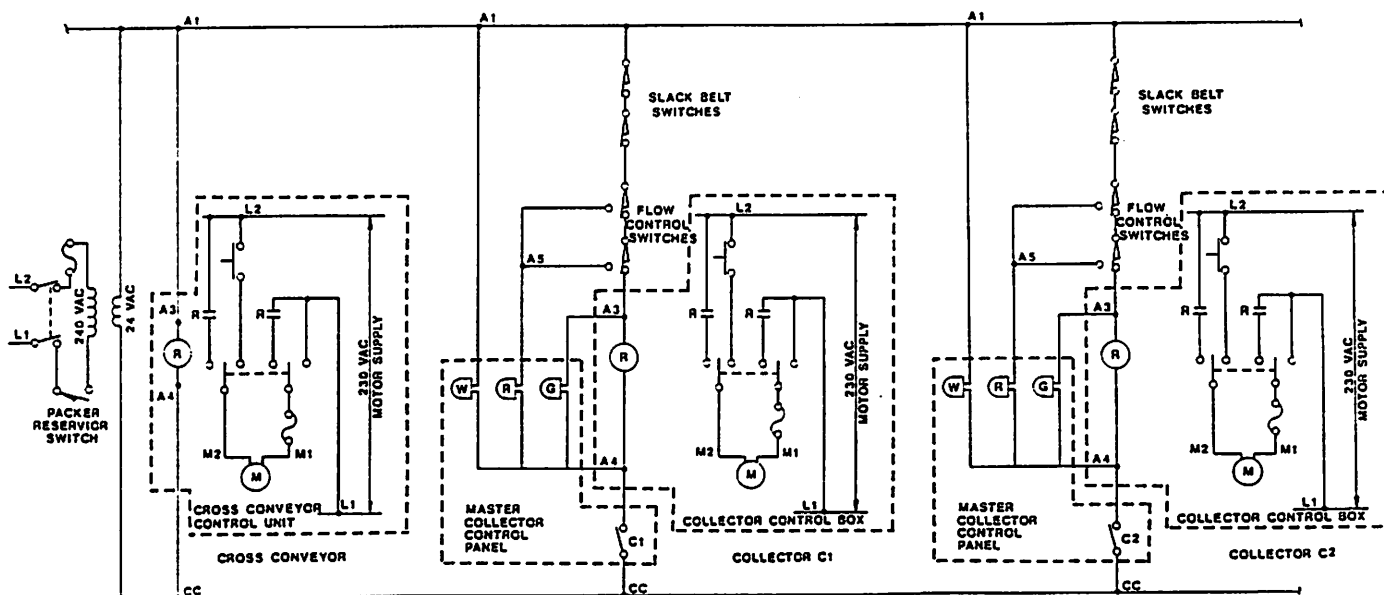 A1
A1
A1
SLACK BELT
SWITCHES
SLACK BELT
SWITCHES
L2
L2
FLOW
CONTROL
SWITCHES
L2
FLOW
CONTROL
SWITCHES
L2
L1
240 VAC
24 VAC
A3
R
A4
R
R
230 VAC
MOTOR SUPPLY
A5
A3
R
R
R
230 VAC
MOTOR SUPPLY
A5
A3
R
R
R
230 VAC
MOTOR SUPPLY
W
R
G
W
R
G
PACKER
RESERVIOR
SWITCH
M2
M
M1
A4
M2
M
M1
A4
M2
M
M1
L1
CROSS CONVEYOR
CONTROL UNIT
CROSS CONVEYOR
MASTER
COLLECTOR
CONTROL
PANEL
C1
L1
COLLECTOR CONTROL BOX
COLLECTOR C1
MASTER
COLLECTOR
CONTROL
PANEL
C2
L1
COLLECTOR CONTROL BOX
COLLECTOR C2
CC
CC
CC